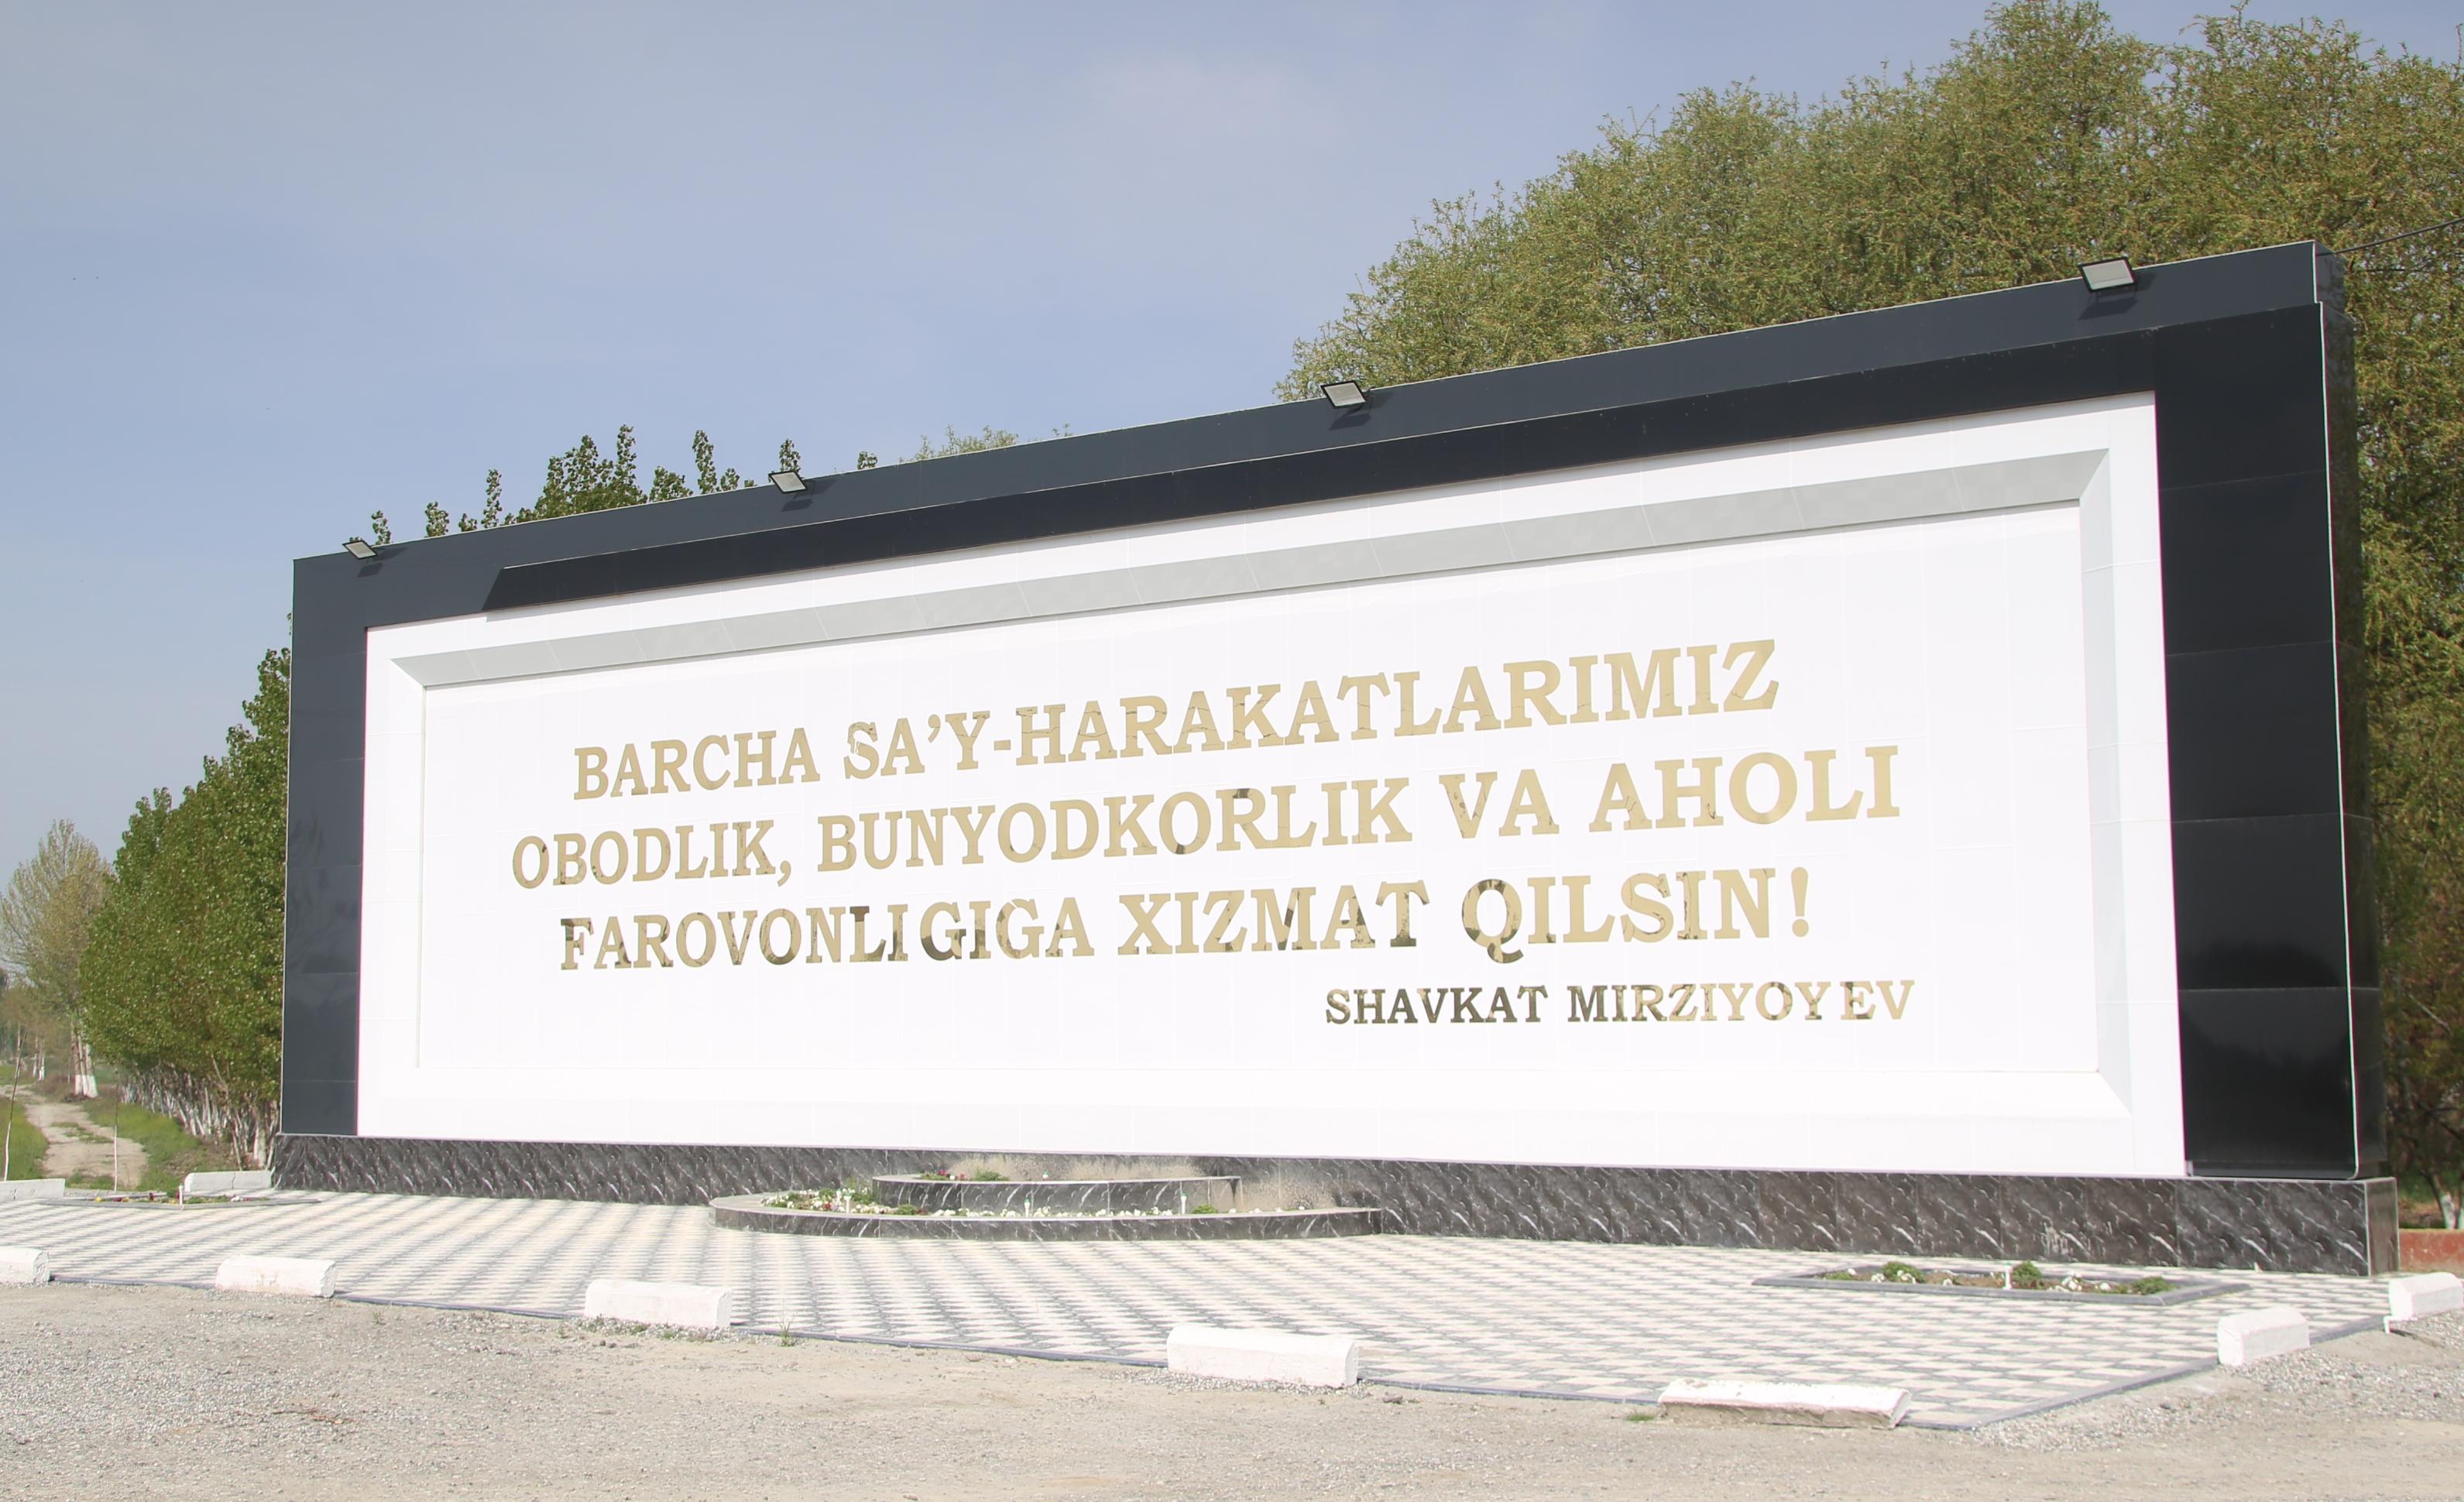 BARCHA SA’Y-HARAKATLARIMIZ
OBODLIK, BUNYODKORLIK VA AHOLI
FAROVONLIGIGA XIZMAT QILSIN!
SHAVKAT MIRZIYOYEV